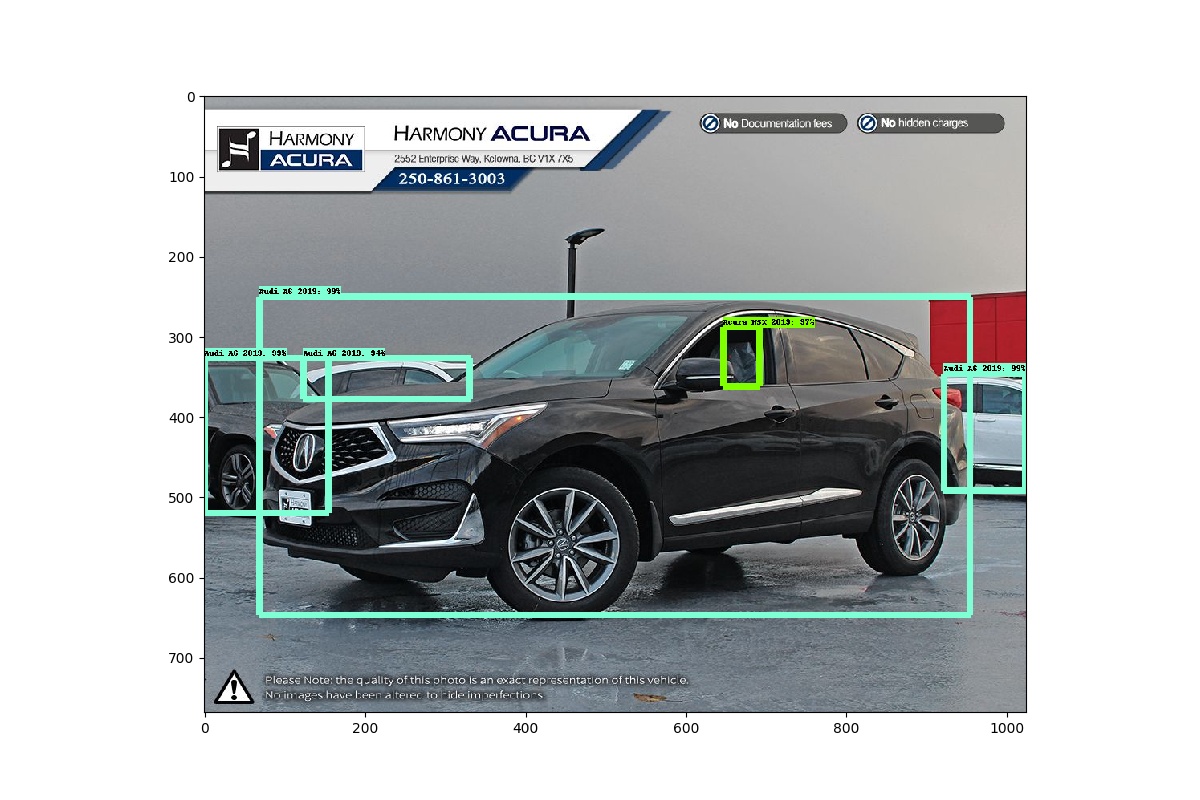 0
100
200
300
400
500
600
700
HARMONY
ACURA
HARMONY ACURA
2552 Enterprise Way, Kelowna, BC V1X 7X5
250-861-3003
No Documentation fees
No hidden charges
Audi A6 2019: 99%
Acura 2019: 97%
Audi A6 2019: 99%
Audi A6 2019: 94%
Audi A6 2019: 99%
Please Note: the quality of this photo is an exact representation of this vehicle.
No images have been altered to hide imperfections
0
200
400
600
800
1000